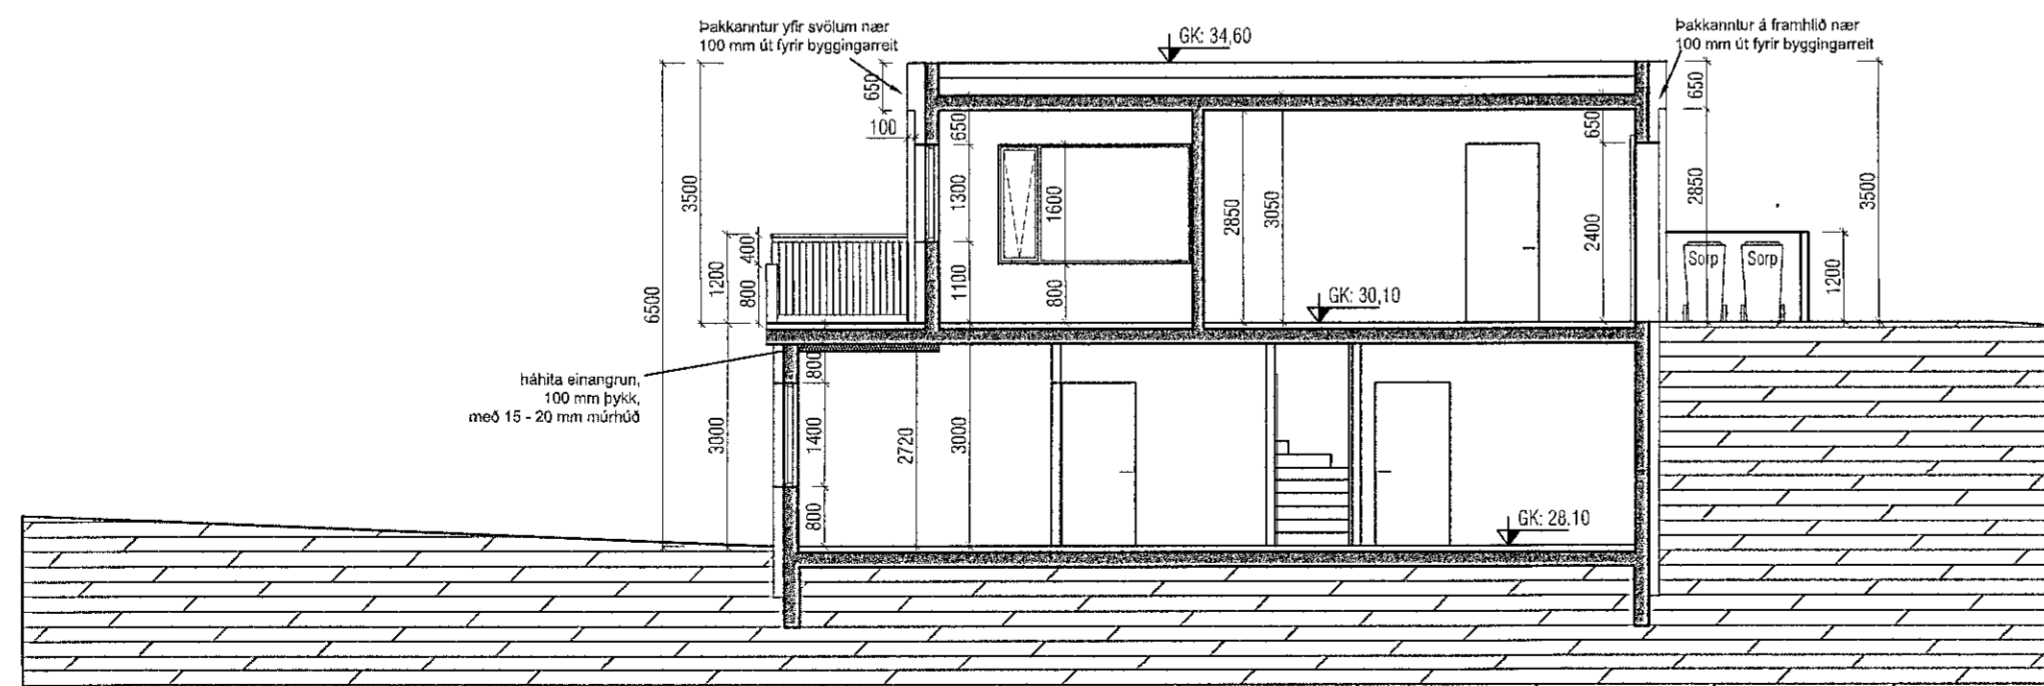 Þakkanntur yfir svölum nær
100 mm út fyrir byggingarreit
GK: 34,60
Þakkanntur á framhlið nær
100 mm út fyrir byggingarreit
650
650
100
650
650
3500
1300
1600
2850
3050
2400
2850
3500
6500
1200
400
800
1100
800
GK: 30,10
Sorp
Sorp
1200
háhita einangrun,
100 mm þykk,
með 15 - 20 mm múrhúð
800
3000
1400
2720
3000
800
GK: 28,10